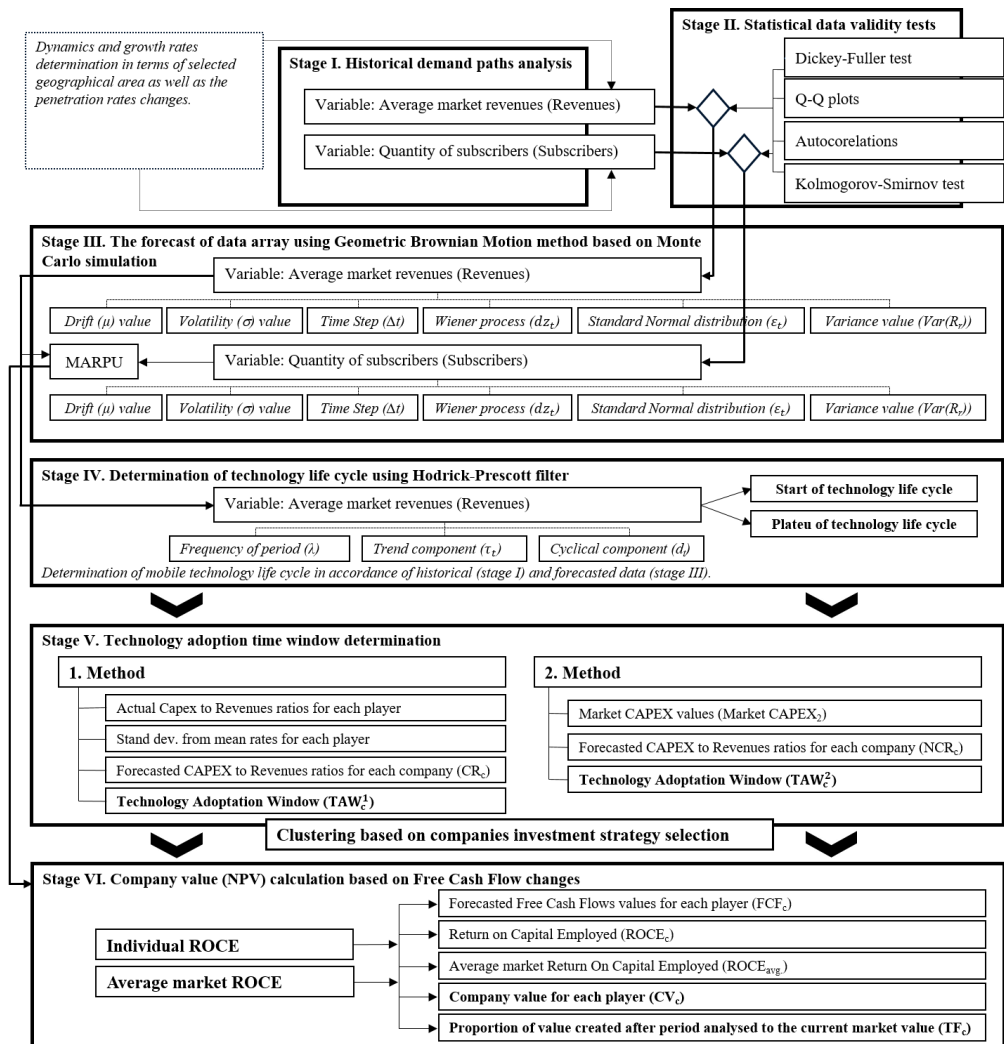 Dynamics and growth rates
determination in terms of selected
geographical area as well as the
penetration rates changes.
Stage I. Historical demand paths analysis
Variable: Average market revenues (Revenues)
Variable: Quantity of subscribers (Subscribers)
Stage II. Statistical data validity tests
Dickey-Fuller test
Q-Q plots
Autocorelations
Kolmogorov-Smirnov test
Stage III. The forecast of data array using Geometric Brownian Motion method based on Monte
Carlo simulation
Variable: Average market revenues (Revenues)
Drift (μ) value
Volatility (σ) value
Time Step (Δt)
Wiener process (dzₜ)
Standard Normal distribution (εₜ)
Variance value (Var(Rᵣ))
MARPU
Variable: Quantity of subscribers (Subscribers)
Drift (μ) value
Volatility (σ) value
Time Step (Δt)
Wiener process (dzₜ)
Standard Normal distribution (εₜ)
Variance value (Var(Rᵣ))
Stage IV. Determination of technology life cycle using Hodrick-Prescott filter
Variable: Average market revenues (Revenues)
Start of technology life cycle
Plateu of technology life cycle
Frequency of period (λ)
Trend component (τₜ)
Cyclical component (dₜ)
Determination of mobile technology life cycle in accordance of historical (stage I) and forecasted data (stage III).
Stage V. Technology adoption time window determination
1. Method
Actual Capex to Revenues ratios for each player
Stand dev. from mean rates for each player
Forecasted CAPEX to Revenues ratios for each company (CR_c)
Technology Adoptation Window (TAW_c^1)
2. Method
Market CAPEX values (Market CAPEX₂)
Forecasted CAPEX to Revenues ratios for each company (NCR_c)
Technology Adoptation Window (TAW_c^2)
Clustering based on companies investment strategy selection
Stage VI. Company value (NPV) calculation based on Free Cash Flow changes
Individual ROCE
Average market ROCE
Forecasted Free Cash Flows values for each player (FCF_c)
Return on Capital Employed (ROCE_c)
Average market Return On Capital Employed (ROCE_avg.)
Company value for each player (CV_c)
Proportion of value created after period analysed to the current market value (TF_c)